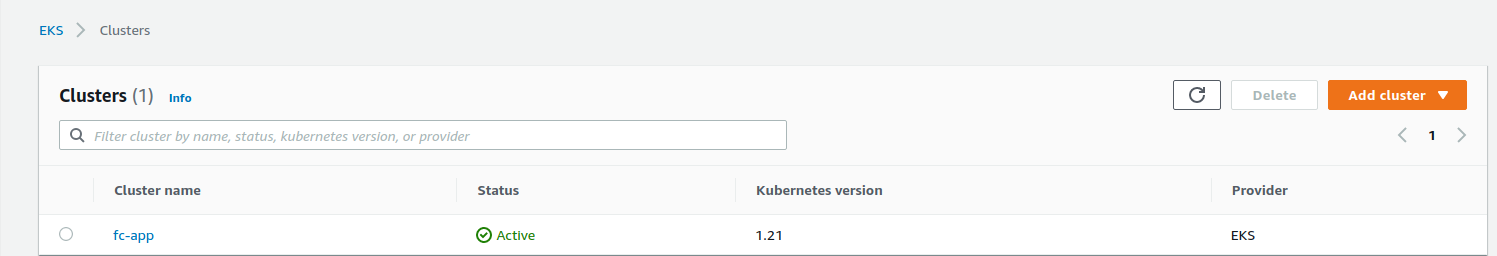 EKS > Clusters
Clusters (1) Info
Delete
Add cluster
Filter cluster by name, status, kubernetes version, or provider
1
Cluster name Status Kubernetes version Provider
fc-app Active 1.21 EKS